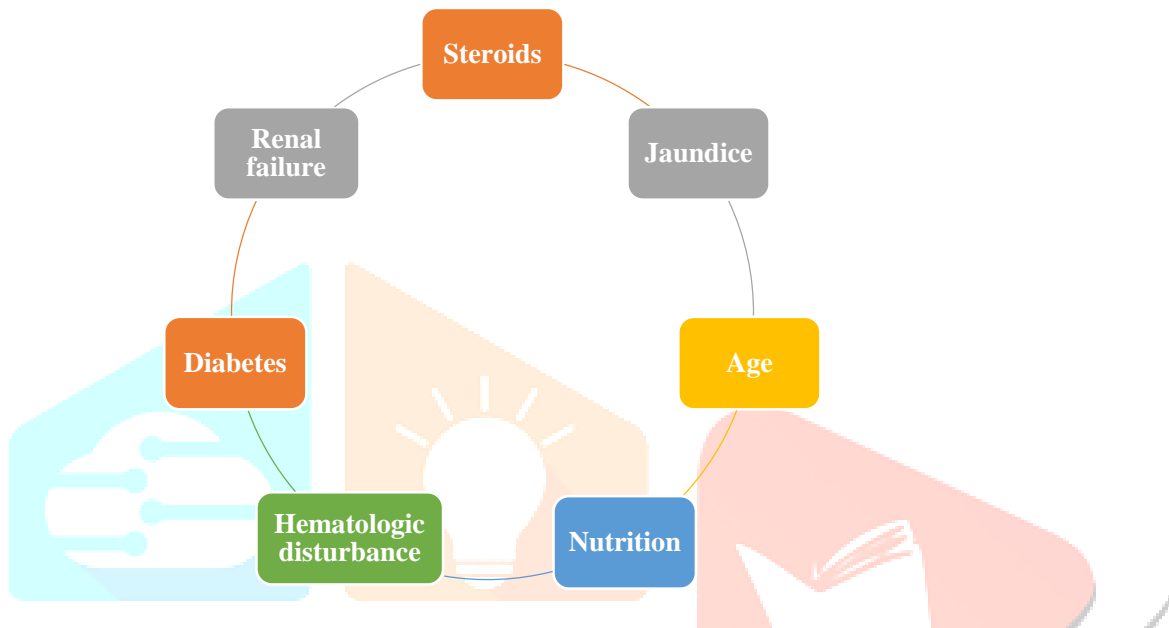 Steroids
Jaundice
Age
Nutrition
Hematologic
disturbance
Diabetes
Renal
failure